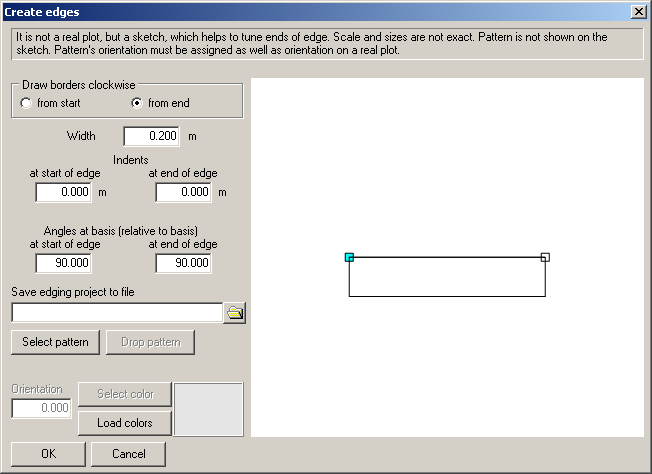 Create edges
It is not a real plot, but a sketch, which helps to tune ends of edge. Scale and sizes are not exact. Pattern is not shown on the
sketch. Pattern's orientation must be assigned as well as orientation on a real plot.
Draw borders clockwise
from start from end
Width 0.200 m
Indents
at start of edge at end of edge
0.000 m 0.000 m
Angles at basis (relative to basis)
at start of edge at end of edge
90.000 90.000
Save edging project to file
Select pattern Drop pattern
Orientation Select color
0.000
Load colors
OK Cancel